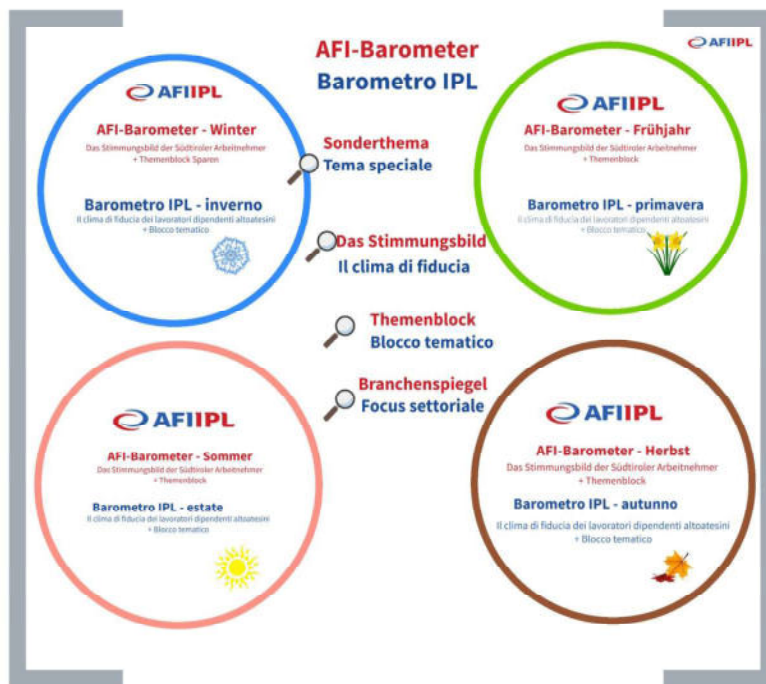 AFI-Barometer
Barometro IPL
AFIIPL
AFIIPL
AFI-Barometer - Winter
Das Stimmungsbild der Südtiroler Arbeitnehmer
+ Themenblock Sparen
Barometro IPL - inverno
Il clima di fiducia dei lavoratori dipendenti altoatesini
+ Blocco tematico
AFIIPL
AFI-Barometer - Frühjahr
Das Stimmungsbild der Südtiroler Arbeitnehmer
+ Themenblock
Barometro IPL - primavera
Il clima di fiducia dei lavoratori dipendenti altoatesini
+ Blocco tematico
Sonderthema
Tema speciale
Das Stimmungsbild
Il clima di fiducia
Themenblock
Blocco tematico
Branchenspiegel
Focus settoriale
AFIIPL
AFI-Barometer - Sommer
Das Stimmungsbild der Südtiroler Arbeitnehmer
+ Themenblock
Barometro IPL - estate
Il clima di fiducia dei lavoratori dipendenti altoatesini
+ Blocco tematico
AFIIPL
AFI-Barometer - Herbst
Das Stimmungsbild der Südtiroler Arbeitnehmer
+ Themenblock
Barometro IPL - autunno
Il clima di fiducia dei lavoratori dipendenti altoatesini
+ Blocco tematico